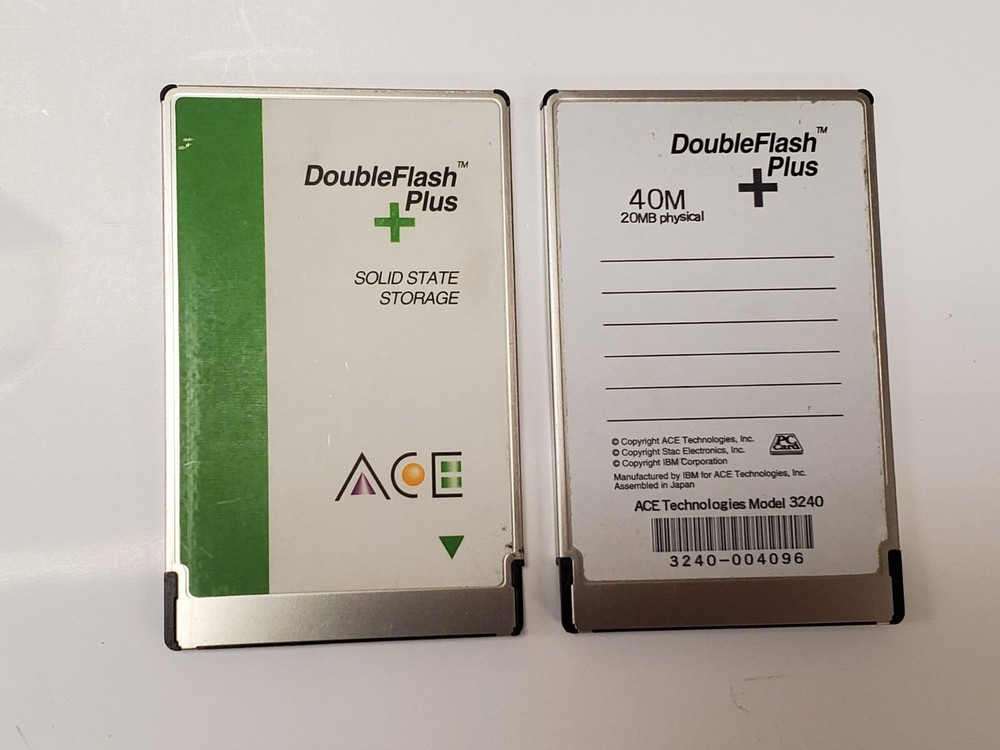 DoubleFlash™
Plus
SOLID STATE
STORAGE
ACE
DoubleFlash™
Plus
40M
20MB physical
© Copyright ACE Technologies, Inc.
© Copyright Stac Electronics, Inc.
© Copyright IBM Corporation
PC
Card
Manufactured by IBM for ACE Technologies, Inc.
Assembled in Japan
ACE Technologies Model 3240
3240-004096